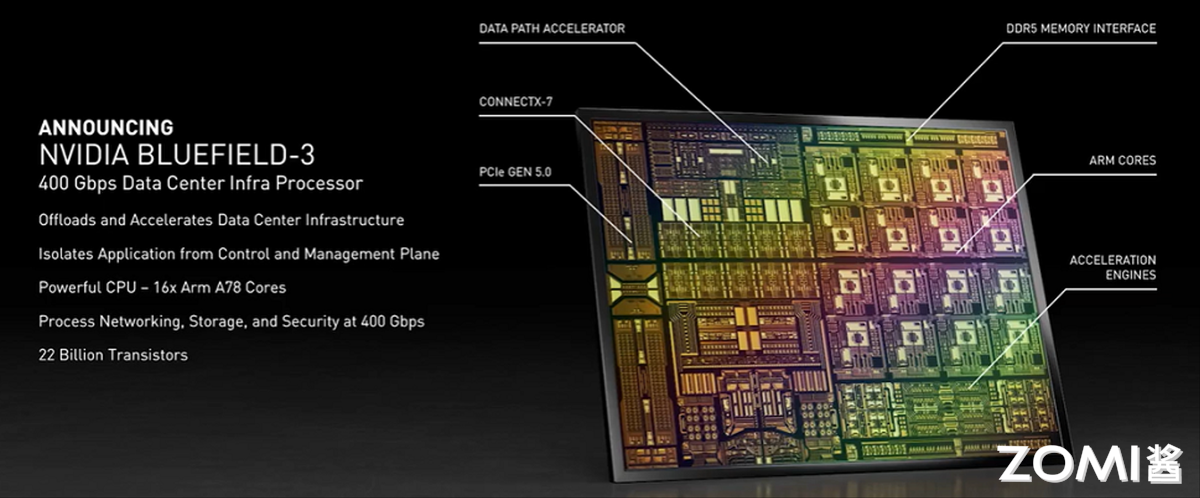 ANNOUNCING
NVIDIA BLUEFIELD-3
400 Gbps Data Center Infra Processor
Offloads and Accelerates Data Center Infrastructure
Isolates Application from Control and Management Plane
Powerful CPU – 16x Arm A78 Cores
Process Networking, Storage, and Security at 400 Gbps
22 Billion Transistors
DATA PATH ACCELERATOR
CONNECTX-7
PCIe GEN 5.0
DDR5 MEMORY INTERFACE
ARM CORES
ACCELERATION
ENGINES
ZOMI酱